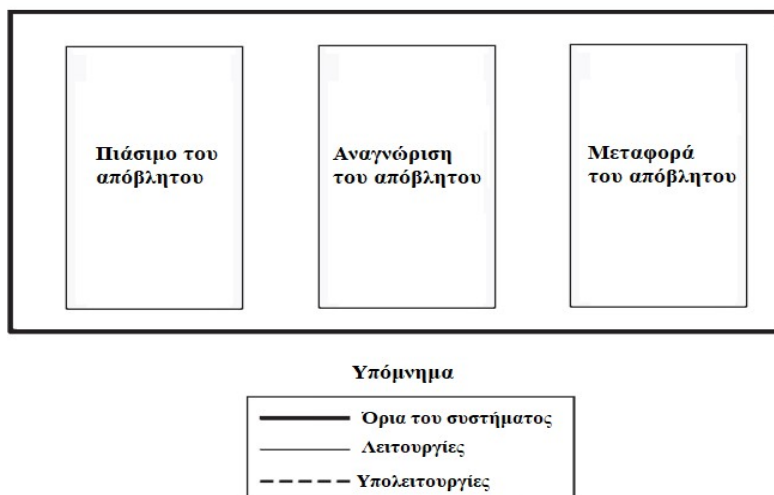 Πιάσιμο του
απόβλητου
Αναγνώριση
του απόβλητου
Μεταφορά
του απόβλητου
Υπόμνημα
Όρια του συστήματος
Λειτουργίες
Υπολειτουργίες